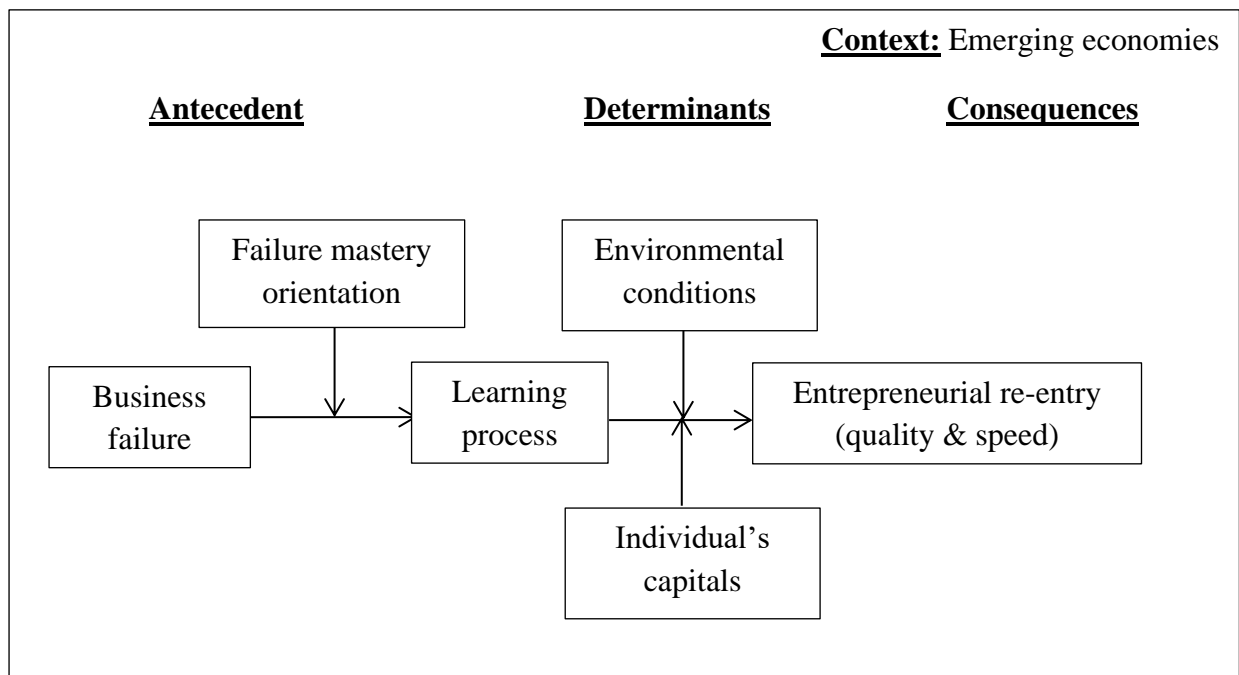 Context: Emerging economies
Antecedent
Determinants
Consequences
Failure mastery
orientation
Environmental
conditions
Business
failure
Learning
process
Entrepreneurial re-entry
(quality & speed)
Individual’s
capitals